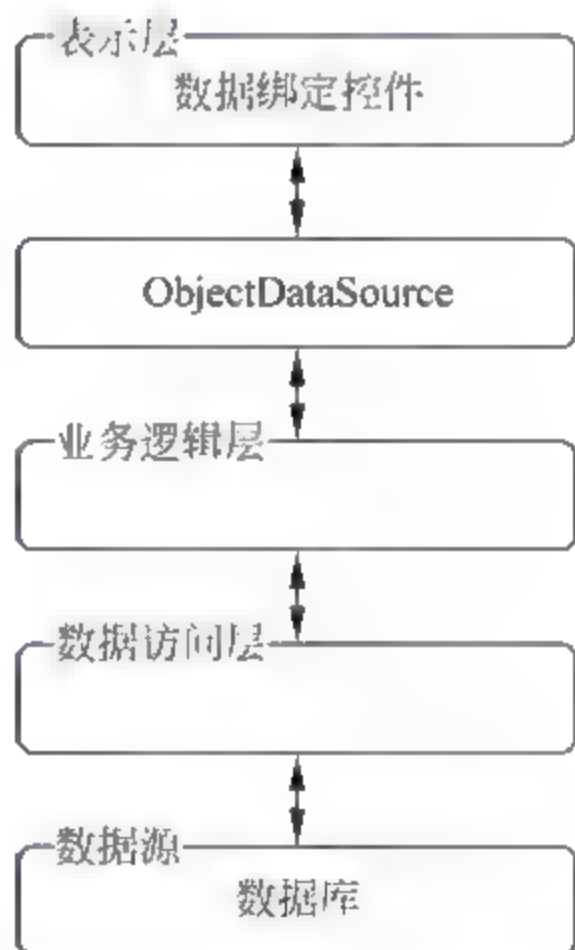 表示层
数据绑定控件
ObjectDataSource
业务逻辑层
数据访问层
数据源
数据库